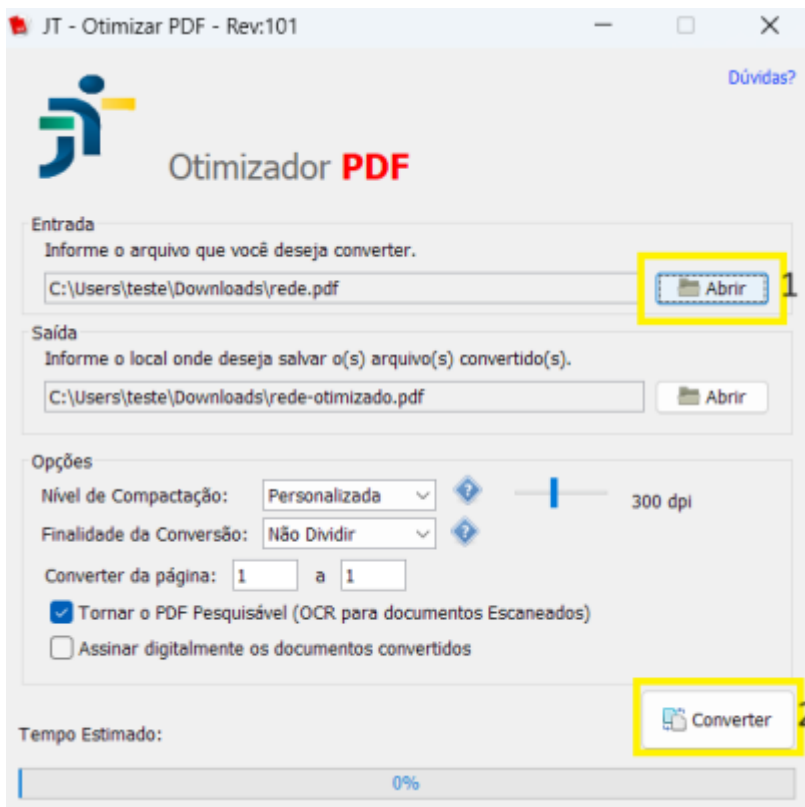 JT - Otimizar PDF - Rev:101
Dúvidas?
Otimizador PDF
Entrada
Informe o arquivo que você deseja converter.
C:\Users\teste\Downloads\rede.pdf Abrir 1
Saída
Informe o local onde deseja salvar o(s) arquivo(s) convertido(s).
C:\Users\teste\Downloads\rede-otimizado.pdf Abrir
Opções
Nível de Compactação: Personalizada ? 300 dpi
Finalidade da Conversão: Não Dividir ?
Converter da página: 1 a 1
Tornar o PDF Pesquisável (OCR para documentos Escaneados)
Assinar digitalmente os documentos convertidos
Converter 2
Tempo Estimado:
0%